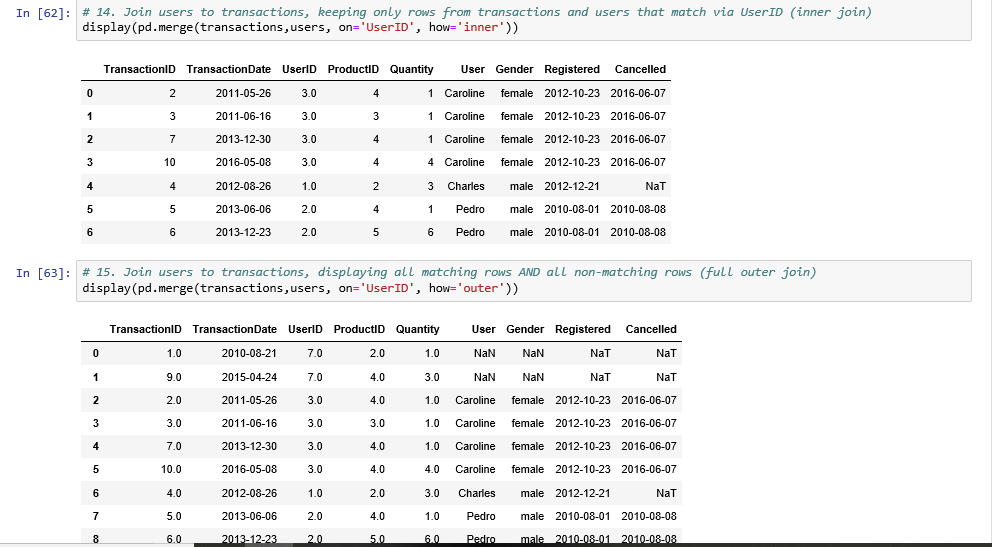 In [62]: # 14. Join users to transactions, keeping only rows from transactions and users that match via UserID (inner join)
display(pd.merge(transactions,users, on='UserID', how='inner'))
TransactionID TransactionDate UserID ProductID Quantity User Gender Registered Cancelled
0 2 2011-05-26 3.0 4 1 Caroline female 2012-10-23 2016-06-07
1 3 2011-06-16 3.0 3 1 Caroline female 2012-10-23 2016-06-07
2 7 2013-12-30 3.0 4 1 Caroline female 2012-10-23 2016-06-07
3 10 2016-05-08 3.0 4 4 Caroline female 2012-10-23 2016-06-07
4 4 2012-08-26 1.0 2 3 Charles male 2012-12-21 NaT
5 5 2013-06-06 2.0 4 1 Pedro male 2010-08-01 2010-08-08
6 6 2013-12-23 2.0 5 6 Pedro male 2010-08-01 2010-08-08
In [63]: # 15. Join users to transactions, displaying all matching rows AND all non-matching rows (full outer join)
display(pd.merge(transactions,users, on='UserID', how='outer'))
TransactionID TransactionDate UserID ProductID Quantity User Gender Registered Cancelled
0 1.0 2010-08-21 7.0 2.0 1.0 NaN NaN NaT NaT
1 9.0 2015-04-24 7.0 4.0 3.0 NaN NaN NaT NaT
2 2.0 2011-05-26 3.0 4.0 1.0 Caroline female 2012-10-23 2016-06-07
3 3.0 2011-06-16 3.0 3.0 1.0 Caroline female 2012-10-23 2016-06-07
4 7.0 2013-12-30 3.0 4.0 1.0 Caroline female 2012-10-23 2016-06-07
5 10.0 2016-05-08 3.0 4.0 4.0 Caroline female 2012-10-23 2016-06-07
6 4.0 2012-08-26 1.0 2.0 3.0 Charles male 2012-12-21 NaT
7 5.0 2013-06-06 2.0 4.0 1.0 Pedro male 2010-08-01 2010-08-08
8 6.0 2013-12-23 2.0 5.0 6.0 Pedro male 2010-08-01 2010-08-08